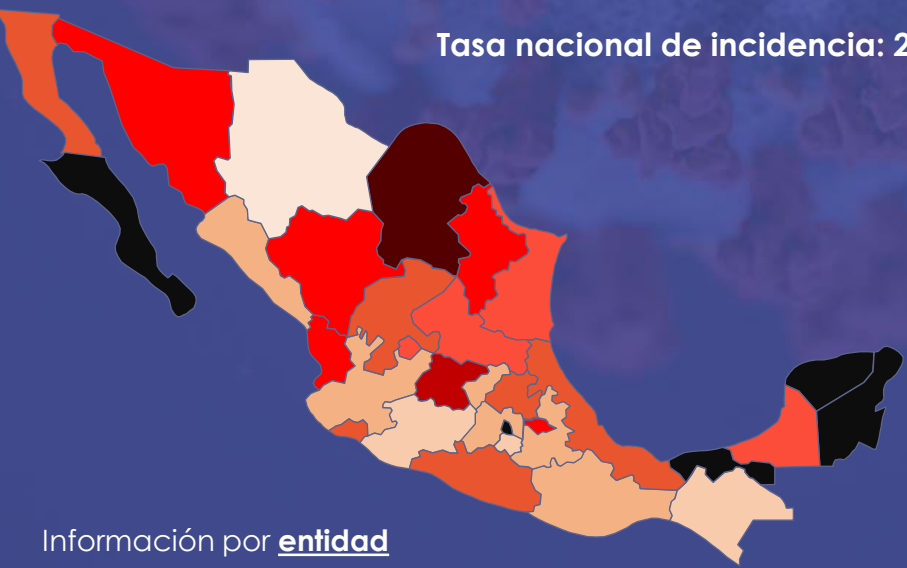 Tasa nacional de incidencia: 2
Información por entidad